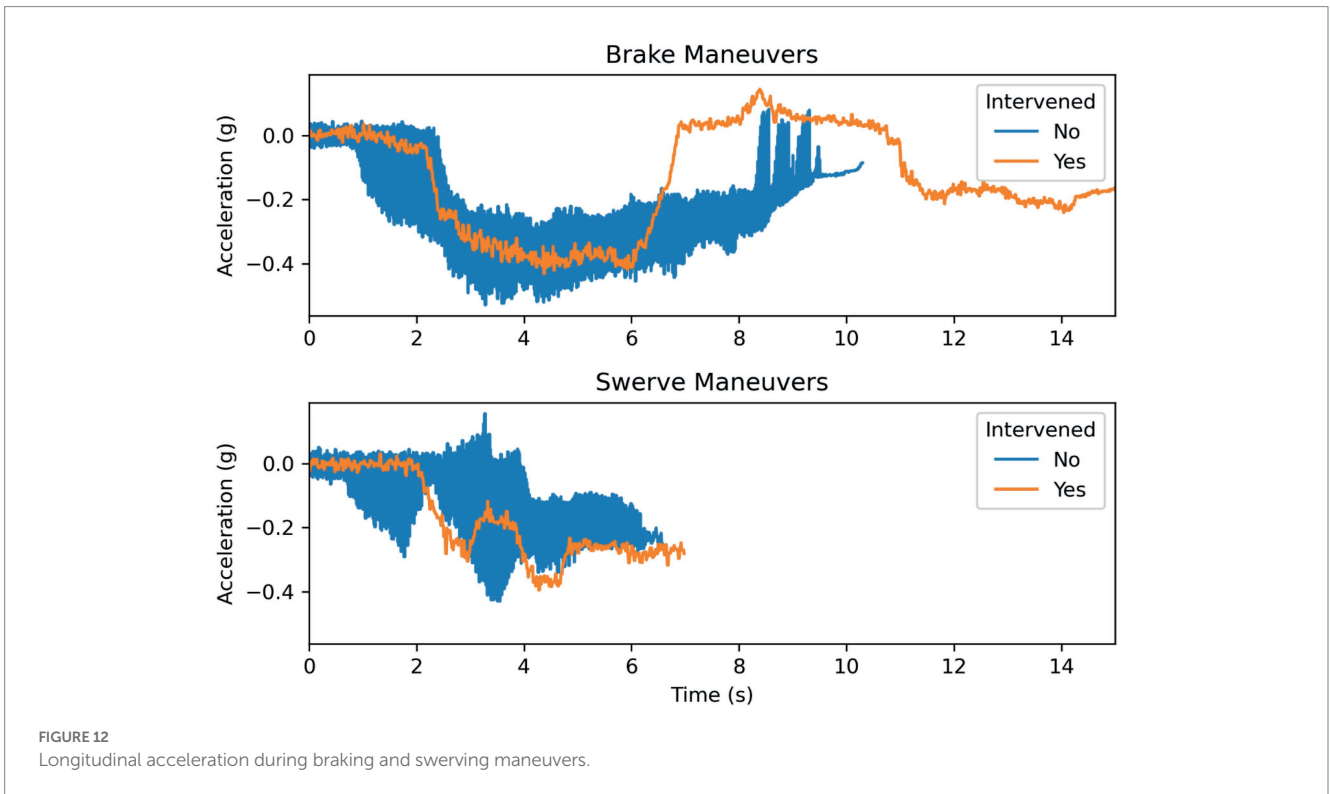 Brake Maneuvers
Acceleration (g)
0.0
−0.2
−0.4
Intervened
No
Yes
0 2 4 6 8 10 12 14
Swerve Maneuvers
Acceleration (g)
0.0
−0.2
−0.4
Intervened
No
Yes
0 2 4 6 8 10 12 14
Time (s)
FIGURE 12
Longitudinal acceleration during braking and swerving maneuvers.